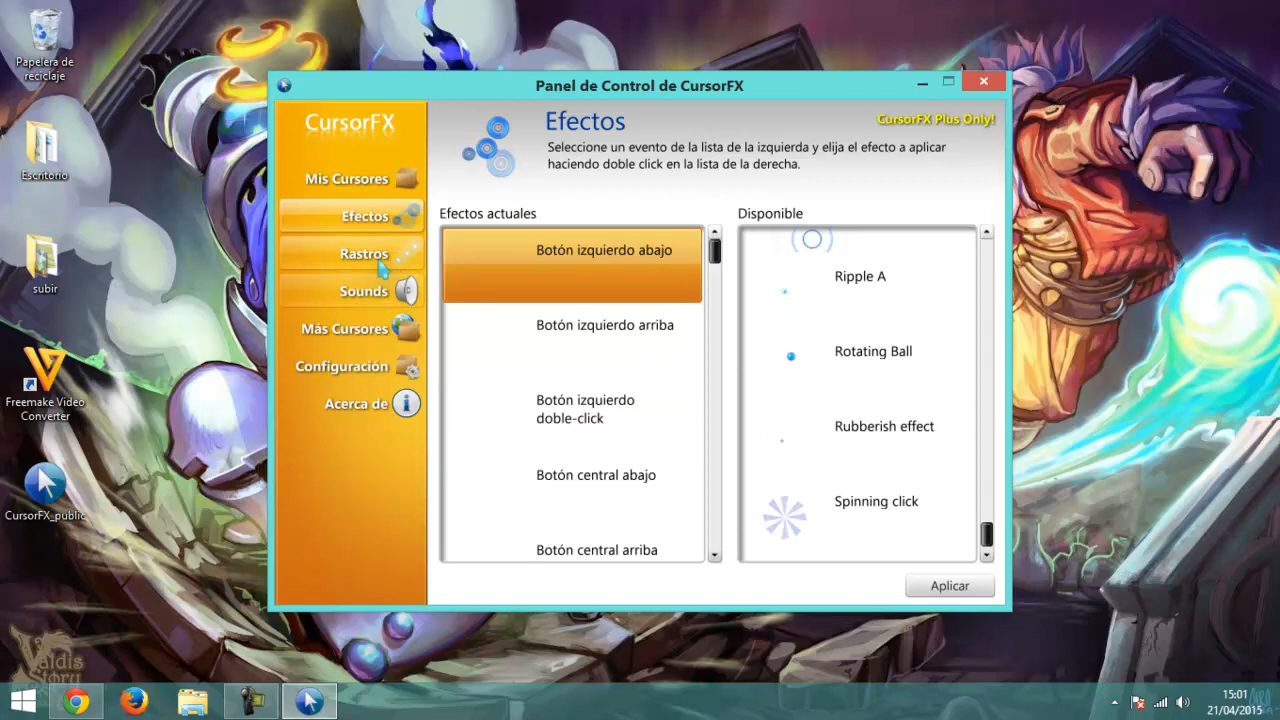 Papelera de
reciclaje
Escritorio
subir
Freemake Video
Converter
CursorFX_public
Panel de Control de CursorFX
CursorFX
Mis Cursores
Efectos
Rastros
Sounds
Más Cursores
Configuración
Acerca de
Efectos
CursorFX Plus Only!
Seleccione un evento de la lista de la izquierda y elija el efecto a aplicar
haciendo doble click en la lista de la derecha.
Efectos actuales
Botón izquierdo abajo
Botón izquierdo arriba
Botón izquierdo
doble-click
Botón central abajo
Botón central arriba
Disponible
Ripple A
Rotating Ball
Rubberish effect
Spinning click
Aplicar
Valdis
Story
15:01
21/04/2015